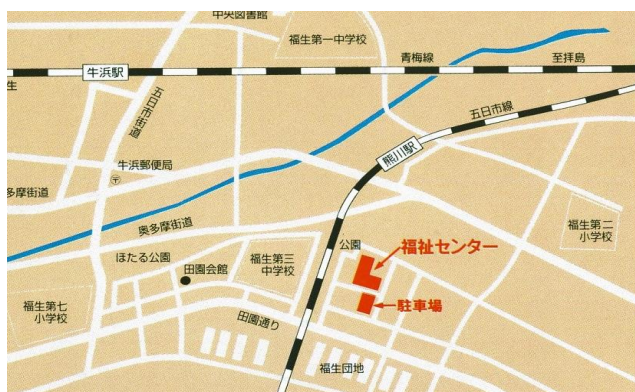 中央図書館
福生第一中学校
青梅線
至拝島
牛浜駅
生
五日市街道
五日市線
熊川駅
牛浜郵便局
〒
多摩街道
奥多摩街道
福生第二
小学校
公園
福祉センター
ほたる公園
田園会館
福生第三
中学校
駐車場
福生第七
小学校
田園通り
福生団地